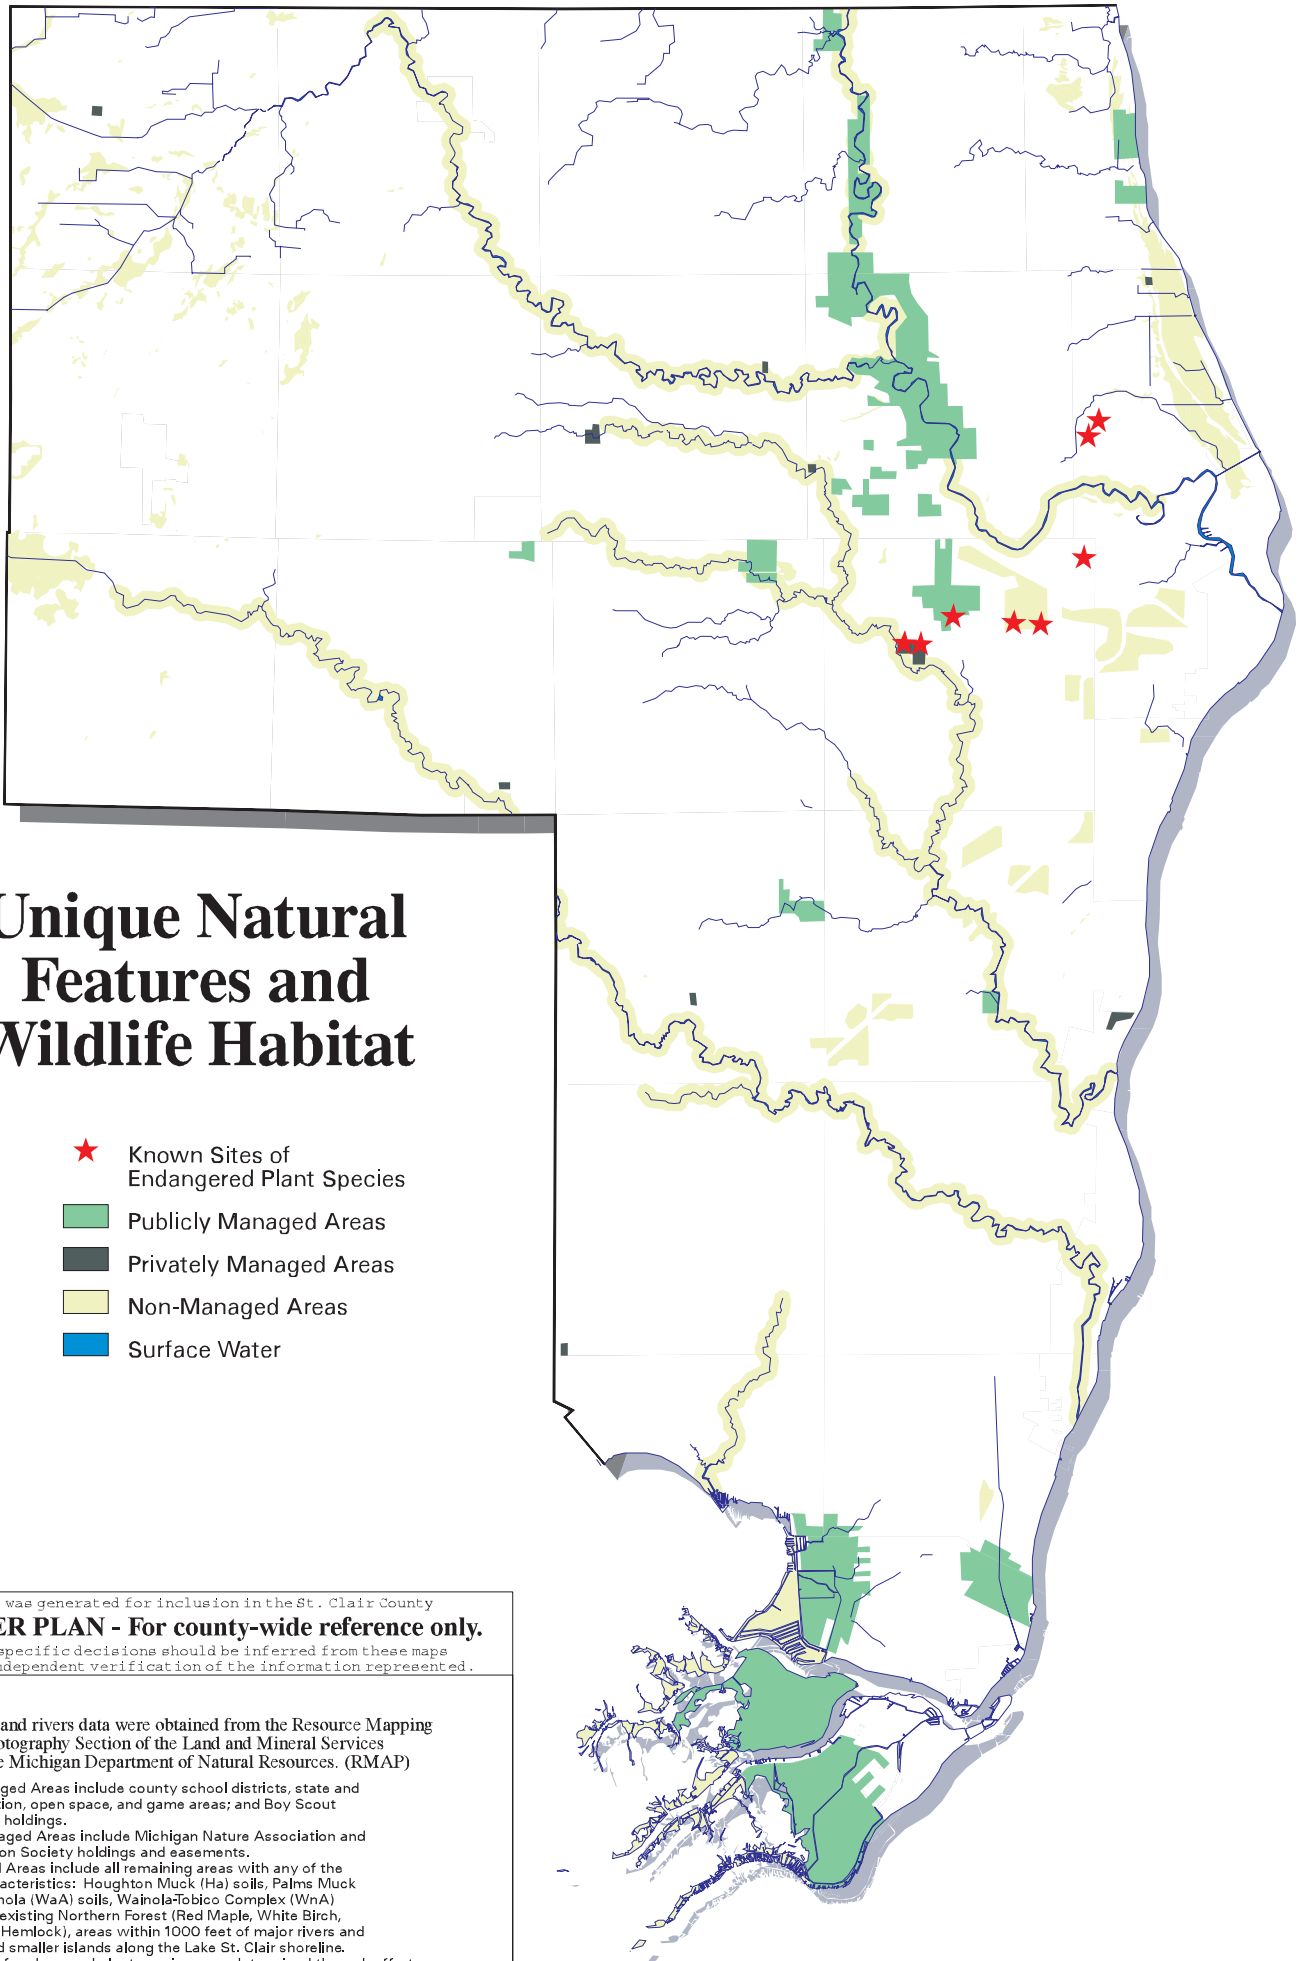 Unique Natural
Features and
Wildlife Habitat
Known Sites of
Endangered Plant Species
Publicly Managed Areas
Privately Managed Areas
Non-Managed Areas
Surface Water
was generated for inclusion in the St. Clair County
ER PLAN - For county-wide reference only.
specific decisions should be inferred from these maps
ndependent verification of the information represented.
and rivers data were obtained from the Resource Mapping
otography Section of the Land and Mineral Services
e Michigan Department of Natural Resources. (RMAP)
ged Areas include county school districts, state and
tion, open space, and game areas; and Boy Scout
holdings.
aged Areas include Michigan Nature Association and
on Society holdings and easements.
d Areas include all remaining areas with any of the
acteristics: Houghton Muck (Ha) soils, Palms Muck
nola (WaA) soils, Wainola-Tobico Complex (WnA)
existing Northern Forest (Red Maple, White Birch,
Hemlock), areas within 1000 feet of major rivers and
d smaller islands along the Lake St. Clair shoreline.